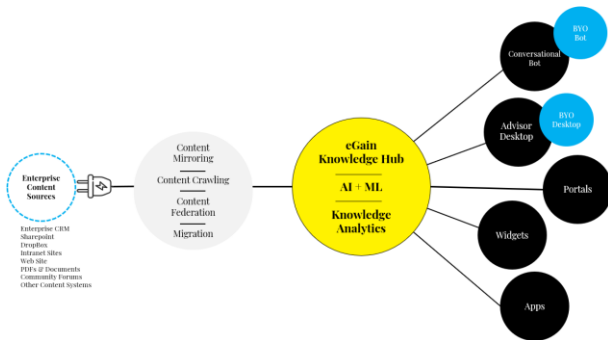 Enterprise
Content
Sources
Enterprise CRM
Sharepoint
Dropbox
Intranet Sites
Web Site
PDFs & Documents
Community Forums
Other Content Systems
Content
Mirroring
Content Crawling
Content
Federation
Migration
eGain
Knowledge Hub
AI + ML
Knowledge
Analytics
BYO
Bot
Conversational
Bot
Advisor
Desktop
BYO
Desktop
Portals
Widgets
Apps